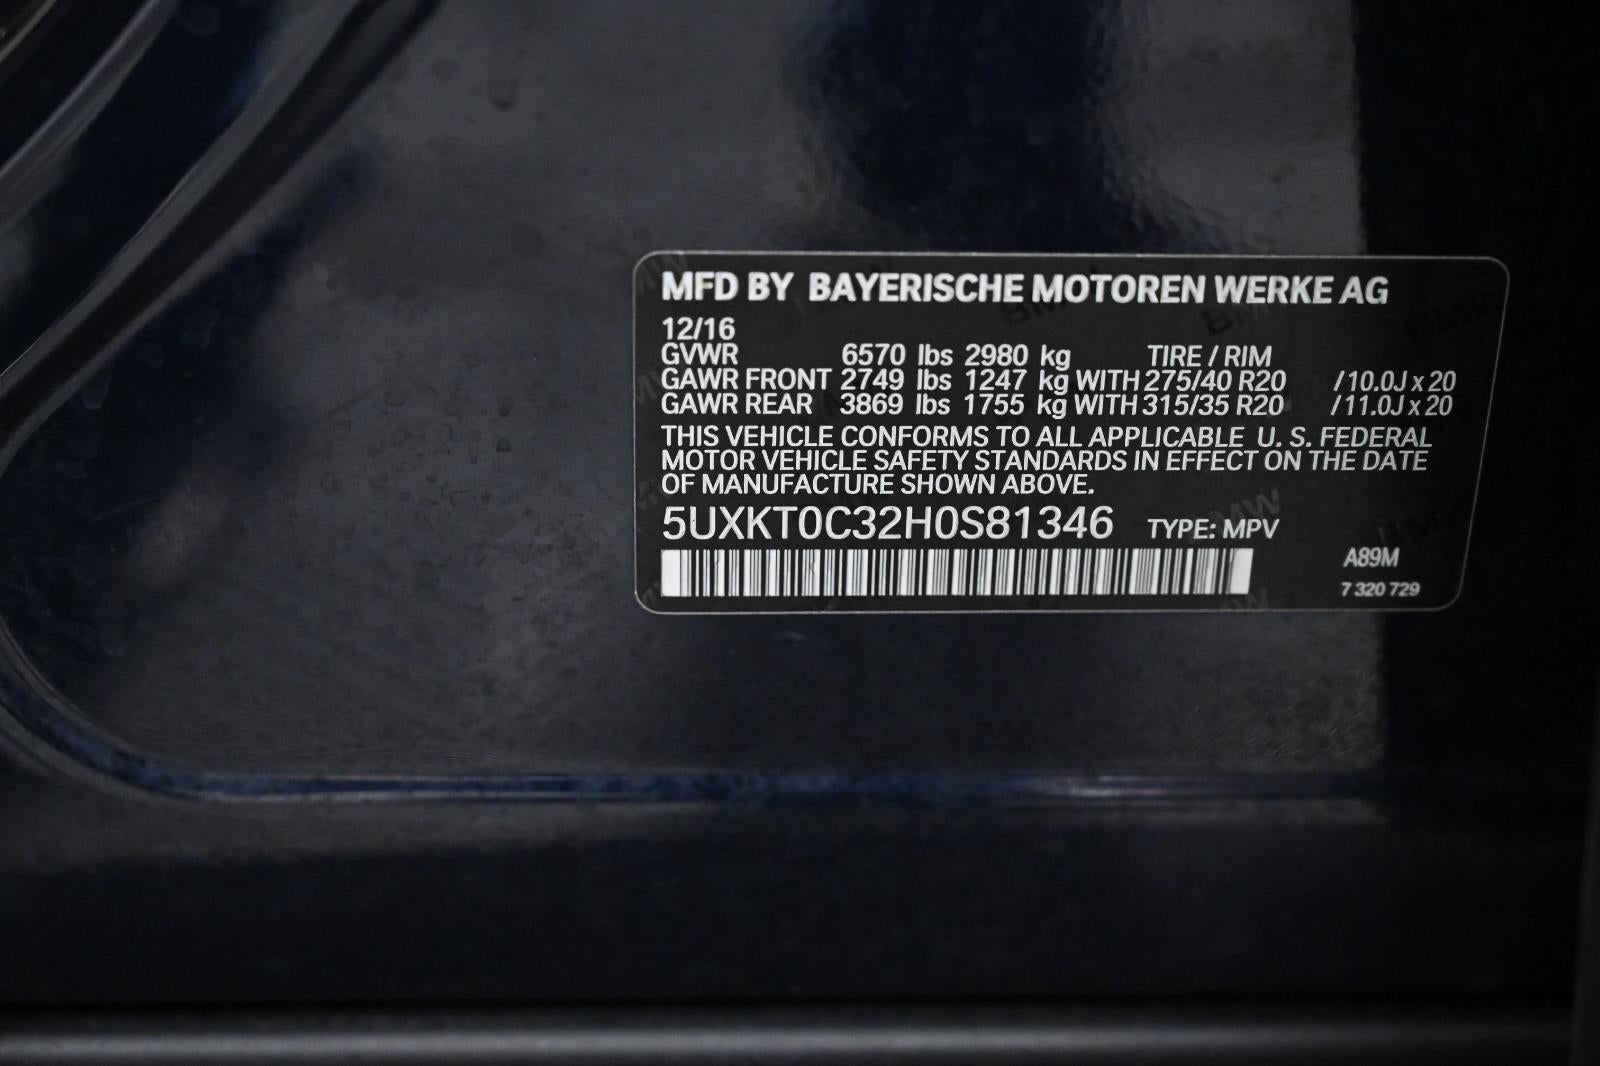 MFD BY BAYERISCHE MOTOREN WERKE AG
12/16
GVWR 6570 lbs 2980 kg TIRE / RIM
GAWR FRONT 2749 lbs 1247 kg WITH 275/40 R20 / 10.0J x 20
GAWR REAR 3869 lbs 1755 kg WITH 315/35 R20 / 11.0J x 20
THIS VEHICLE CONFORMS TO ALL APPLICABLE U. S. FEDERAL
MOTOR VEHICLE SAFETY STANDARDS IN EFFECT ON THE DATE
OF MANUFACTURE SHOWN ABOVE.
5UXKT0C32H0S81346 TYPE: MPV
A89M
7 320 729